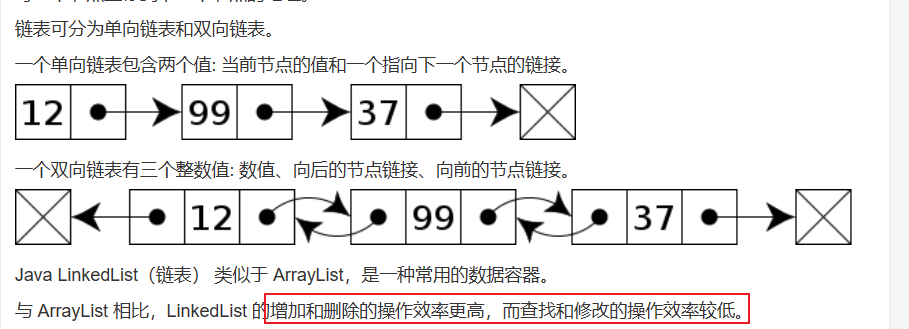 链表可分为单向链表和双向链表。
一个单向链表包含两个值: 当前节点的值和一个指向下一个节点的链接。
12 99 37
一个双向链表有三个整数值: 数值、向后的节点链接、向前的节点链接。
12 99 37
Java LinkedList（链表） 类似于 ArrayList，是一种常用的数据容器。
与 ArrayList 相比，LinkedList 的增加和删除的操作效率更高，而查找和修改的操作效率较低。